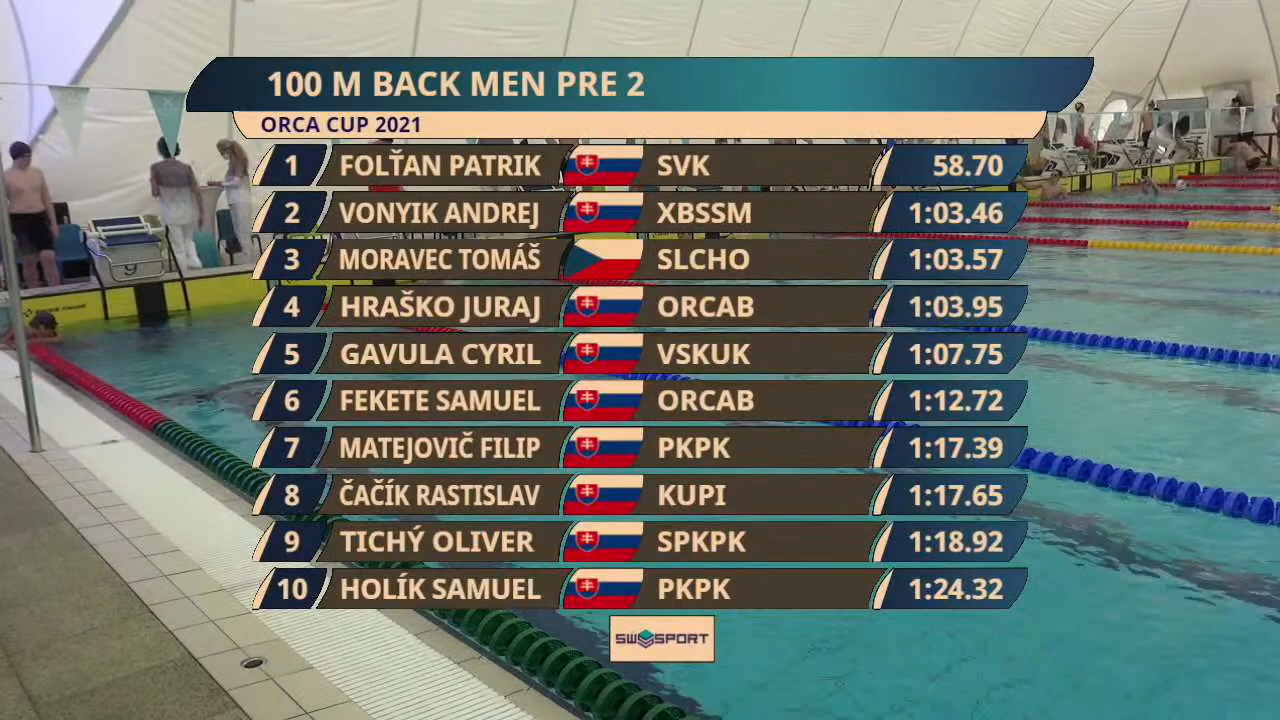 100 M BACK MEN PRE 2
ORCA CUP 2021
1 FOLŤAN PATRIK SVK 58.70
2 VONYIK ANDREJ XBSSM 1:03.46
3 MORAVEC TOMÁŠ SLCHO 1:03.57
4 HRAŠKO JURAJ ORCAB 1:03.95
5 GAVULA CYRIL VSKUK 1:07.75
6 FEKETE SAMUEL ORCAB 1:12.72
7 MATEJOVIČ FILIP PKPK 1:17.39
8 ČAČÍK RASTISLAV KUPI 1:17.65
9 TICHÝ OLIVER SPKPK 1:18.92
10 HOLÍK SAMUEL PKPK 1:24.32
SWSPORT